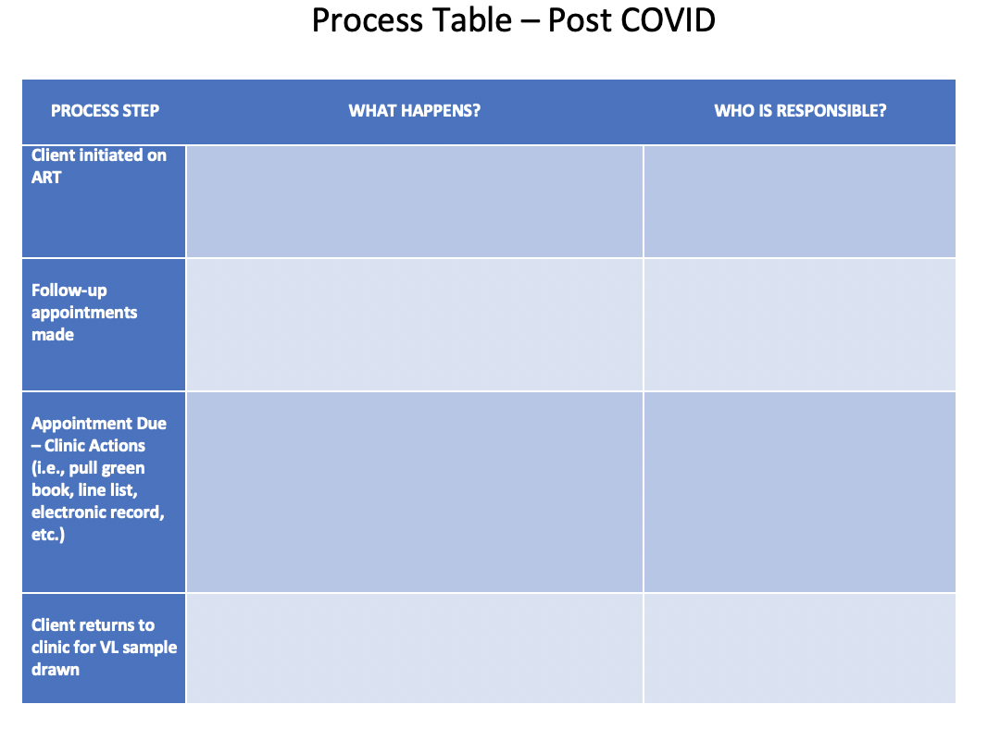 Process Table – Post COVID
PROCESS STEP
WHAT HAPPENS?
WHO IS RESPONSIBLE?
Client initiated on
ART
Follow-up
appointments
made
Appointment Due
– Clinic Actions
(i.e., pull green
book, line list,
electronic record,
etc.)
Client returns to
clinic for VL sample
drawn